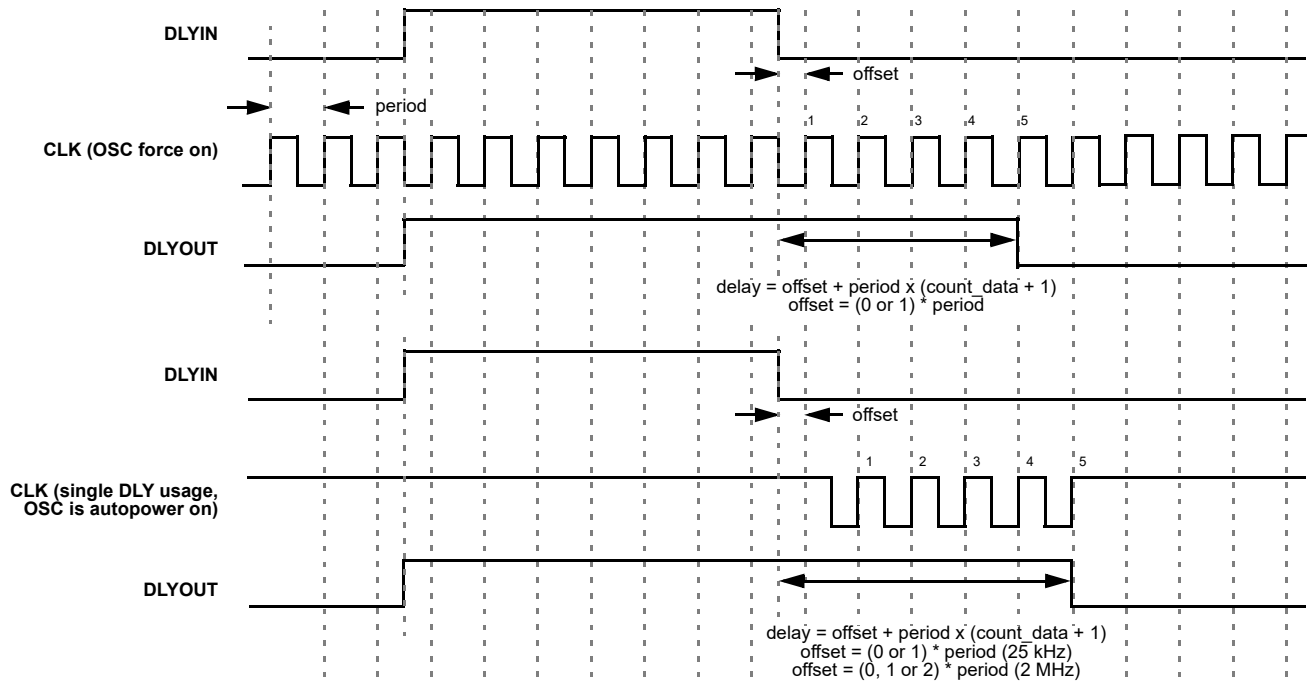 DLYIN
offset
period
1 2 3 4 5
CLK (OSC force on)
DLYOUT
delay = offset + period x (count_data + 1)
offset = (0 or 1) * period
DLYIN
offset
1 2 3 4 5
CLK (single DLY usage,
OSC is autopower on)
DLYOUT
delay = offset + period x (count_data + 1)
offset = (0 or 1) * period (25 kHz)
offset = (0, 1 or 2) * period (2 MHz)